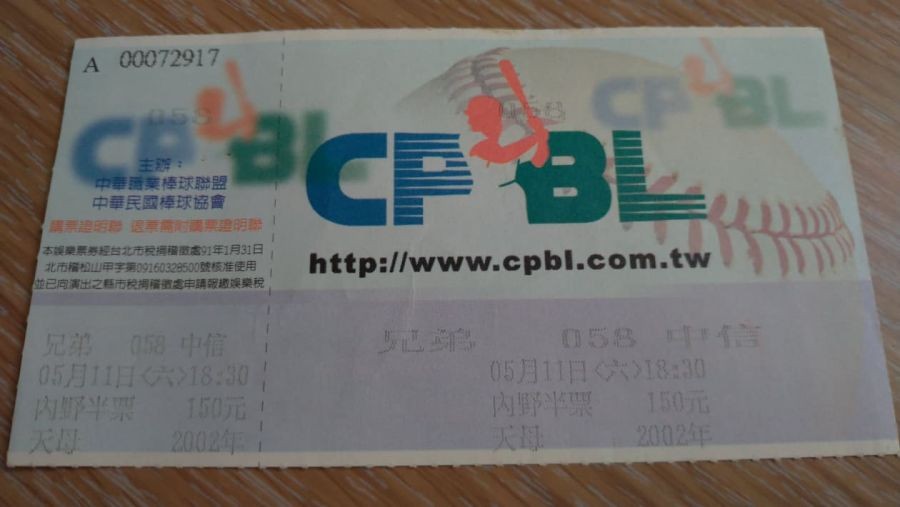 A 00072917
058
CPBL
主辦：
中華職業棒球聯盟
中華民國棒球協會
購票證明聯 退票需附購票證明聯
本娛樂票券經台北市稅捐稽徵處91年1月31日
北市稽松山甲字第09160328500號核准使用
並已向演出之縣市稅捐稽徵處申請報繳娛樂稅
兄弟 058 中信
05月11日<六>18:30
內野半票 150元
天母 2002年
058
CPBL
CPBL
http://www.cpbl.com.tw
兄弟 058 中信
05月11日<六>18:30
內野半票 150元
天母 2002年